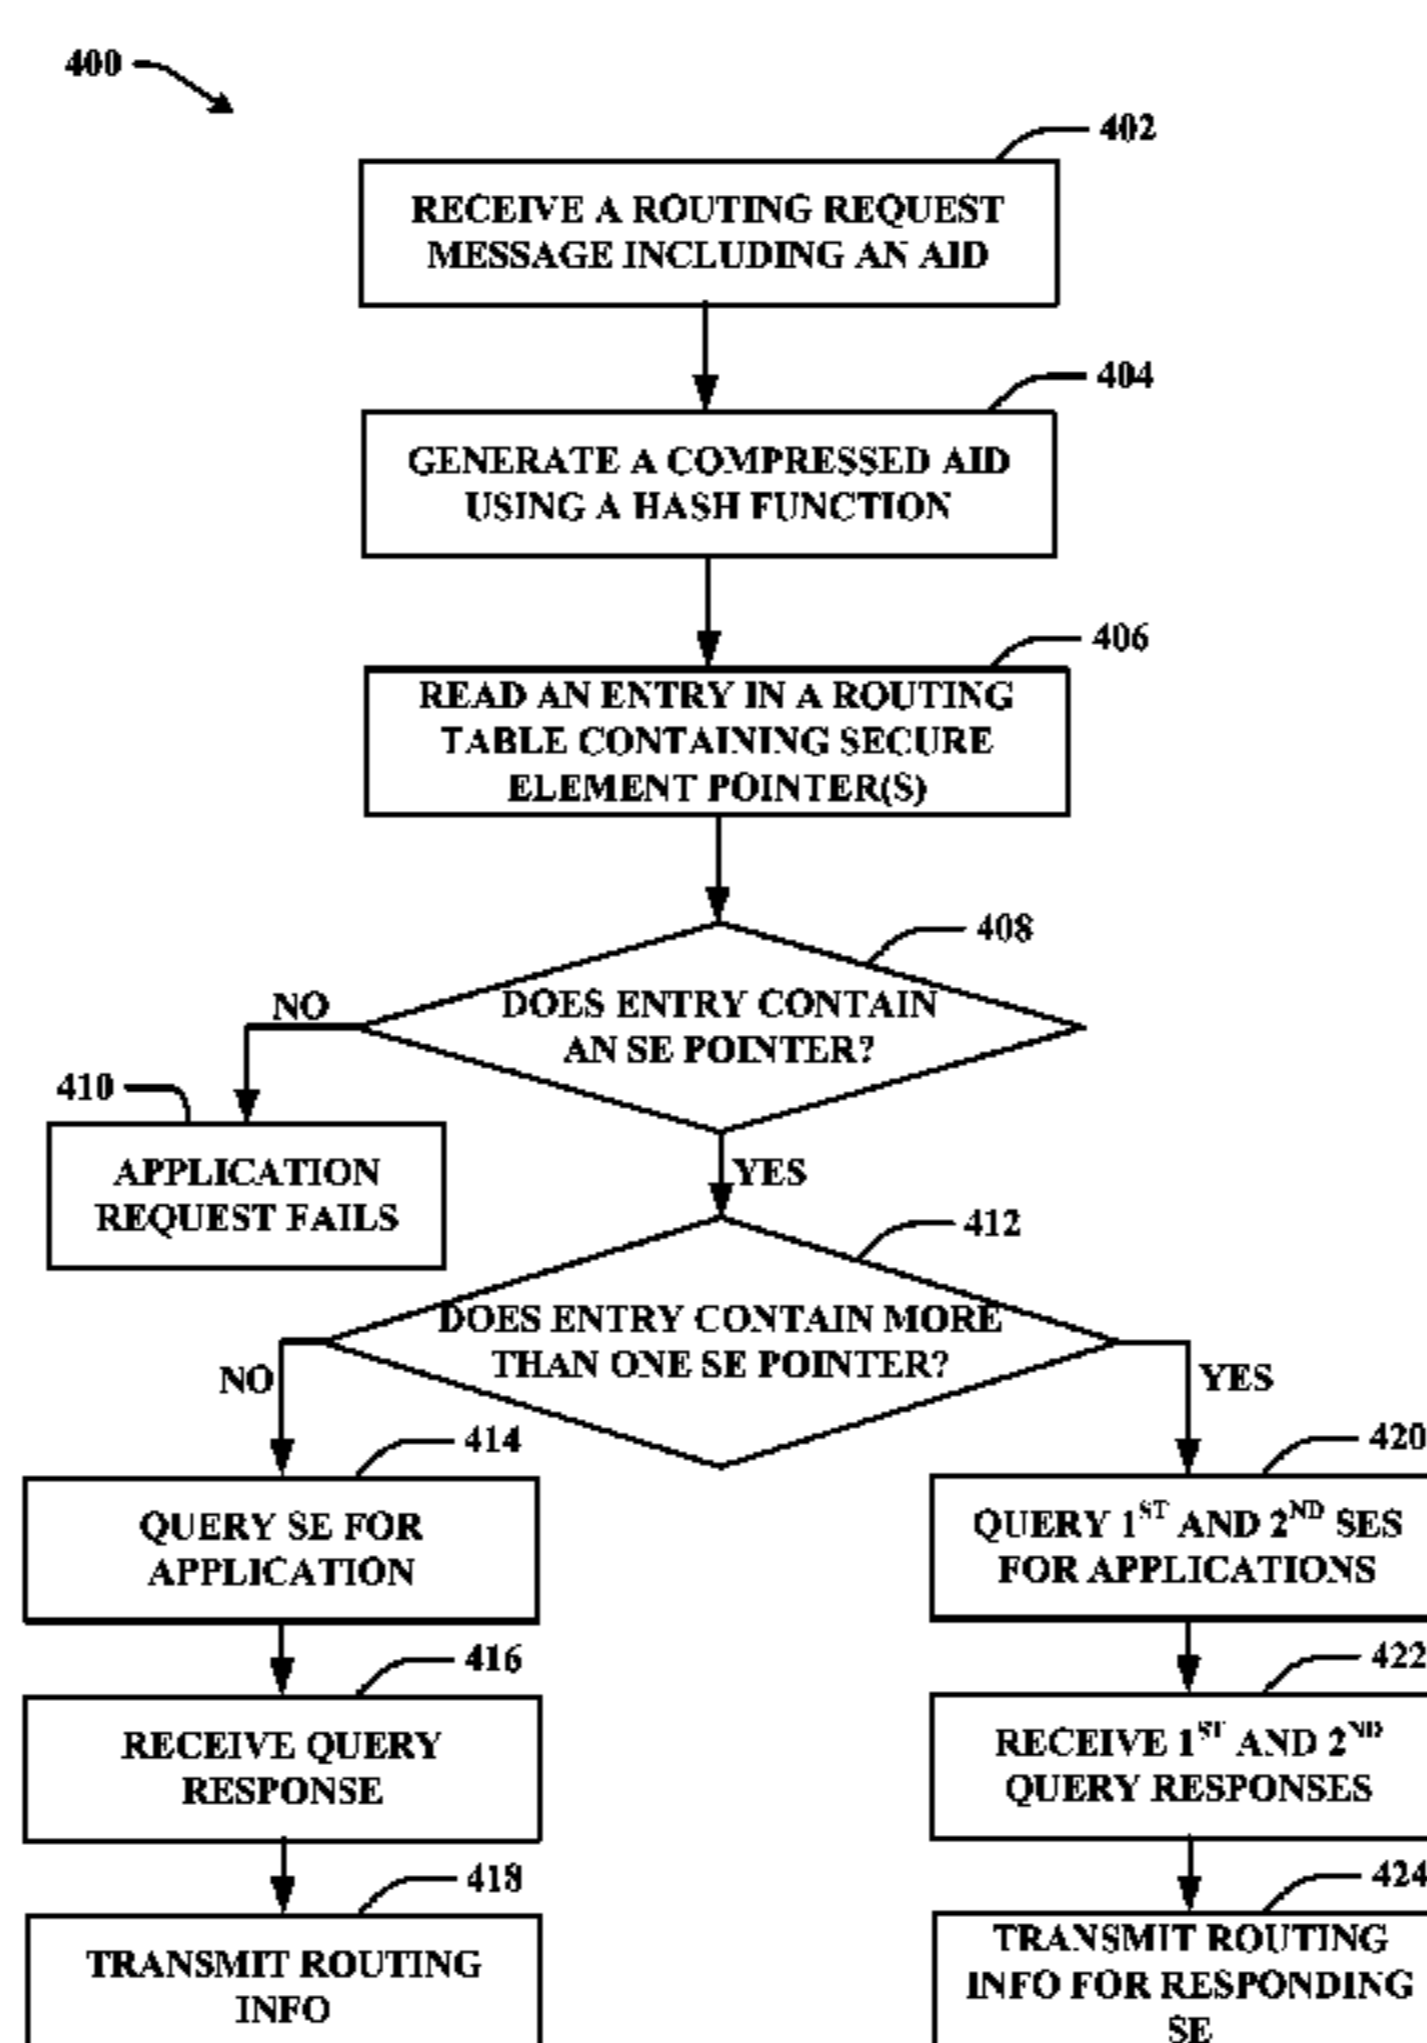 400
402
RECEIVE A ROUTING REQUEST
MESSAGE INCLUDING AN AID
404
GENERATE A COMPRESSED AID
USING A HASH FUNCTION
406
READ AN ENTRY IN A ROUTING
TABLE CONTAINING SECURE
ELEMENT POINTER(S)
408
DOES ENTRY CONTAIN
AN SE POINTER?
NO
410
APPLICATION
REQUEST FAILS
YES
412
DOES ENTRY CONTAIN MORE
THAN ONE SE POINTER?
NO
YES
414
QUERY SE FOR
APPLICATION
416
RECEIVE QUERY
RESPONSE
418
TRANSMIT ROUTING
INFO
420
QUERY 1ST AND 2ND SES
FOR APPLICATIONS
422
RECEIVE 1ST AND 2ND
QUERY RESPONSES
424
TRANSMIT ROUTING
INFO FOR RESPONDING
SE